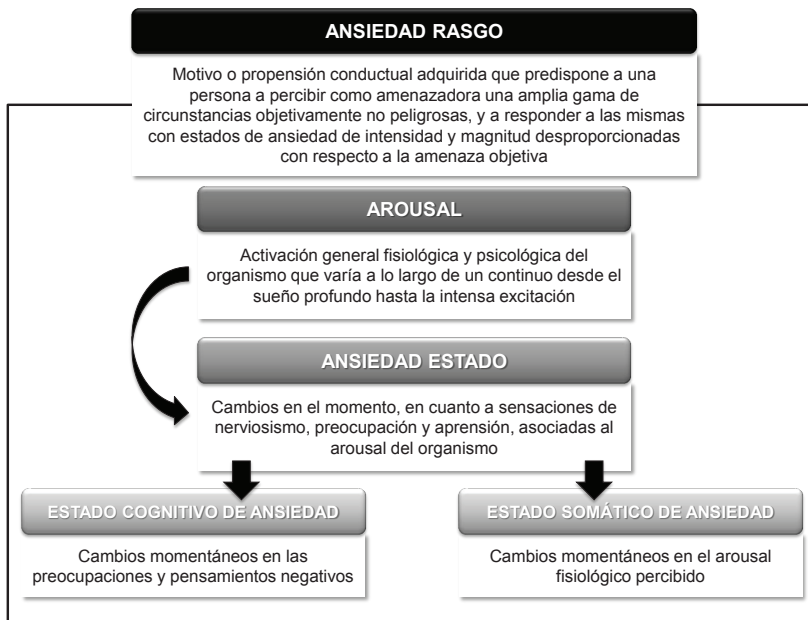 ANSIEDAD RASGO
Motivo o propensión conductual adquirida que predispone a una
persona a percibir como amenazadora una amplia gama de
circunstancias objetivamente no peligrosas, y a responder a las mismas
con estados de ansiedad de intensidad y magnitud desproporcionadas
con respecto a la amenaza objetiva
AROUSAL
Activación general fisiológica y psicológica del
organismo que varía a lo largo de un continuo desde el
sueño profundo hasta la intensa excitación
ANSIEDAD ESTADO
Cambios en el momento, en cuanto a sensaciones de
nerviosismo, preocupación y aprensión, asociadas al
arousal del organismo
ESTADO COGNITIVO DE ANSIEDAD
Cambios momentáneos en las
preocupaciones y pensamientos negativos
ESTADO SOMÁTICO DE ANSIEDAD
Cambios momentáneos en el arousal
fisiológico percibido